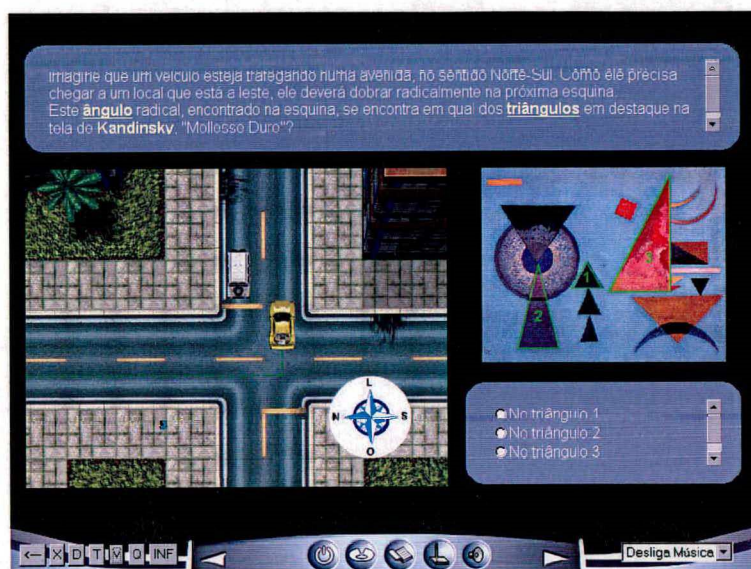 Imagine que um veículo esteja trafegando numa avenida, no sentido Norte-Sul. Como ele precisa
chegar a um local que está a leste, ele deverá dobrar radicalmente na próxima esquina.
Este ângulo radical, encontrado na esquina, se encontra em qual dos triângulos em destaque na
tela de Kandinsky, "Mollesse Dure"?
1
3
2
L
N S
O
No triângulo 1
No triângulo 2
No triângulo 3
X D T V Q INF
Desliga Música